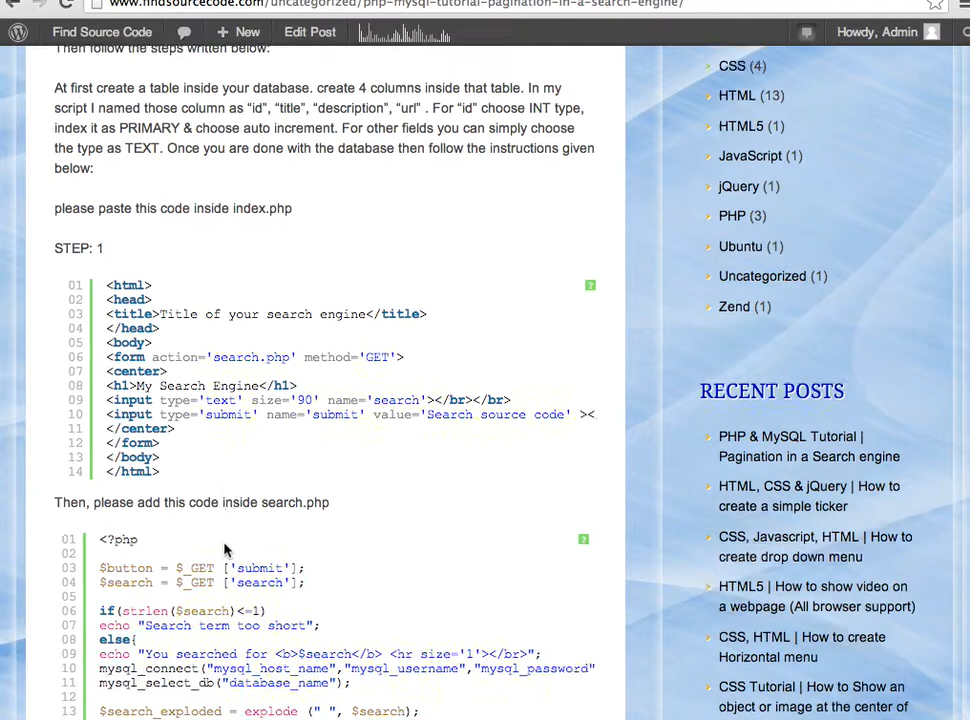 www.findsourcecode.com/uncategorized/php-mysql-tutorial-pagination-in-a-search-engine/
Find Source Code + New Edit Post Howdy, Admin
Then follow the steps written below:
At first create a table inside your database. create 4 columns inside that table. In my
script I named those column as “id”, “title”, “description”, “url” . For “id” choose INT type,
index it as PRIMARY & choose auto increment. For other fields you can simply choose
the type as TEXT. Once you are done with the database then follow the instructions given
below:
please paste this code inside index.php
STEP: 1
01 <html>
02 <head>
03 <title>Title of your search engine</title>
04 </head>
05 <body>
06 <form action='search.php' method='GET'>
07 <center>
08 <h1>My Search Engine</h1>
09 <input type='text' size='90' name='search'></br></br>
10 <input type='submit' name='submit' value='Search source code' ><
11 </center>
12 </form>
13 </body>
14 </html>
?
Then, please add this code inside search.php
01 <?php
02
03 $button = $_GET ['submit'];
04 $search = $_GET ['search'];
05
06 if(strlen($search)<=1)
07 echo "Search term too short";
08 else{
09 echo "You searched for <b>$search</b> <hr size='1'></br>";
10 mysql_connect("mysql_host_name","mysql_username","mysql_password"
11 mysql_select_db("database_name");
12
13 $search_exploded = explode (" ", $search);
?
CSS (4)
HTML (13)
HTML5 (1)
JavaScript (1)
jQuery (1)
PHP (3)
Ubuntu (1)
Uncategorized (1)
Zend (1)
RECENT POSTS
PHP & MySQL Tutorial |
Pagination in a Search engine
HTML, CSS & jQuery | How to
create a simple ticker
CSS, Javascript, HTML | How to
create drop down menu
HTML5 | How to show video on
a webpage (All browser support)
CSS, HTML | How to create
Horizontal menu
CSS Tutorial | How to Show an
object or image at the center of